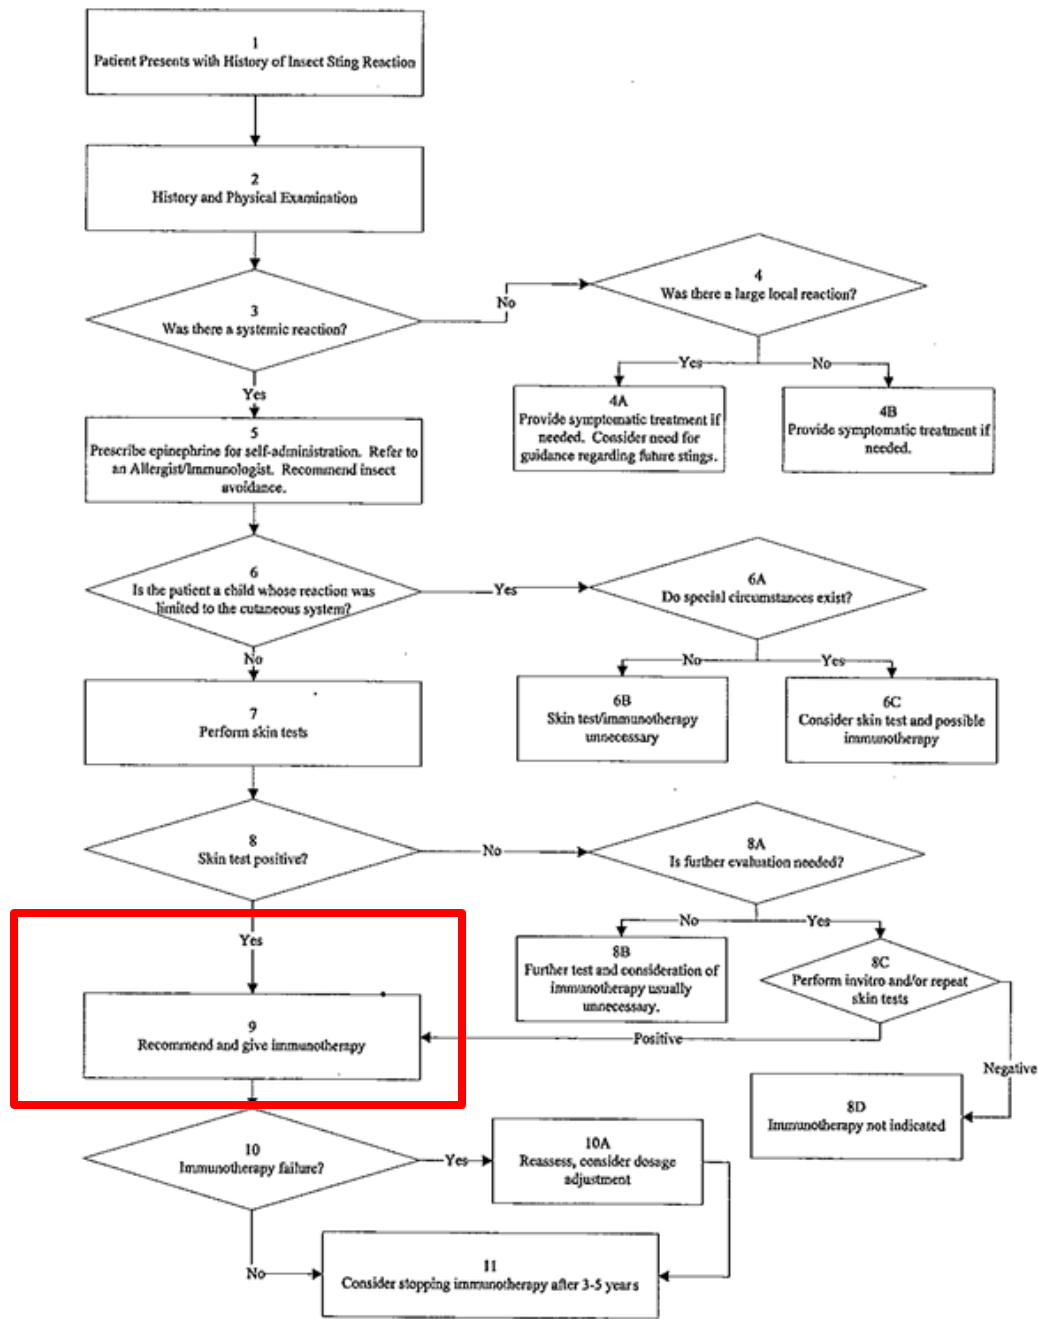 1
Patient Presents with History of Insect Sting Reaction
2
History and Physical Examination
3
Was there a systemic reaction?
No
4
Was there a large local reaction?
Yes
No
4A
Provide symptomatic treatment if
needed. Consider need for
guidance regarding future stings.
4B
Provide symptomatic treatment if
needed.
Yes
5
Prescribe epinephrine for self-administration. Refer to
an Allergist/Immunologist. Recommend insect
avoidance.
6
Is the patient a child whose reaction was
limited to the cutaneous system?
Yes
6A
Do special circumstances exist?
No
Yes
6B
Skin test/immunotherapy
unnecessary
6C
Consider skin test and possible
immunotherapy
No
7
Perform skin tests
8
Skin test positive?
No
8A
Is further evaluation needed?
No
Yes
8B
Further test and consideration of
immunotherapy usually
unnecessary.
8C
Perform invitro and/or repeat
skin tests
Positive
Negative
8D
Immunotherapy not indicated
Yes
9
Recommend and give immunotherapy
10
Immunotherapy failure?
Yes
10A
Reassess, consider dosage
adjustment
No
11
Consider stopping immunotherapy after 3-5 years